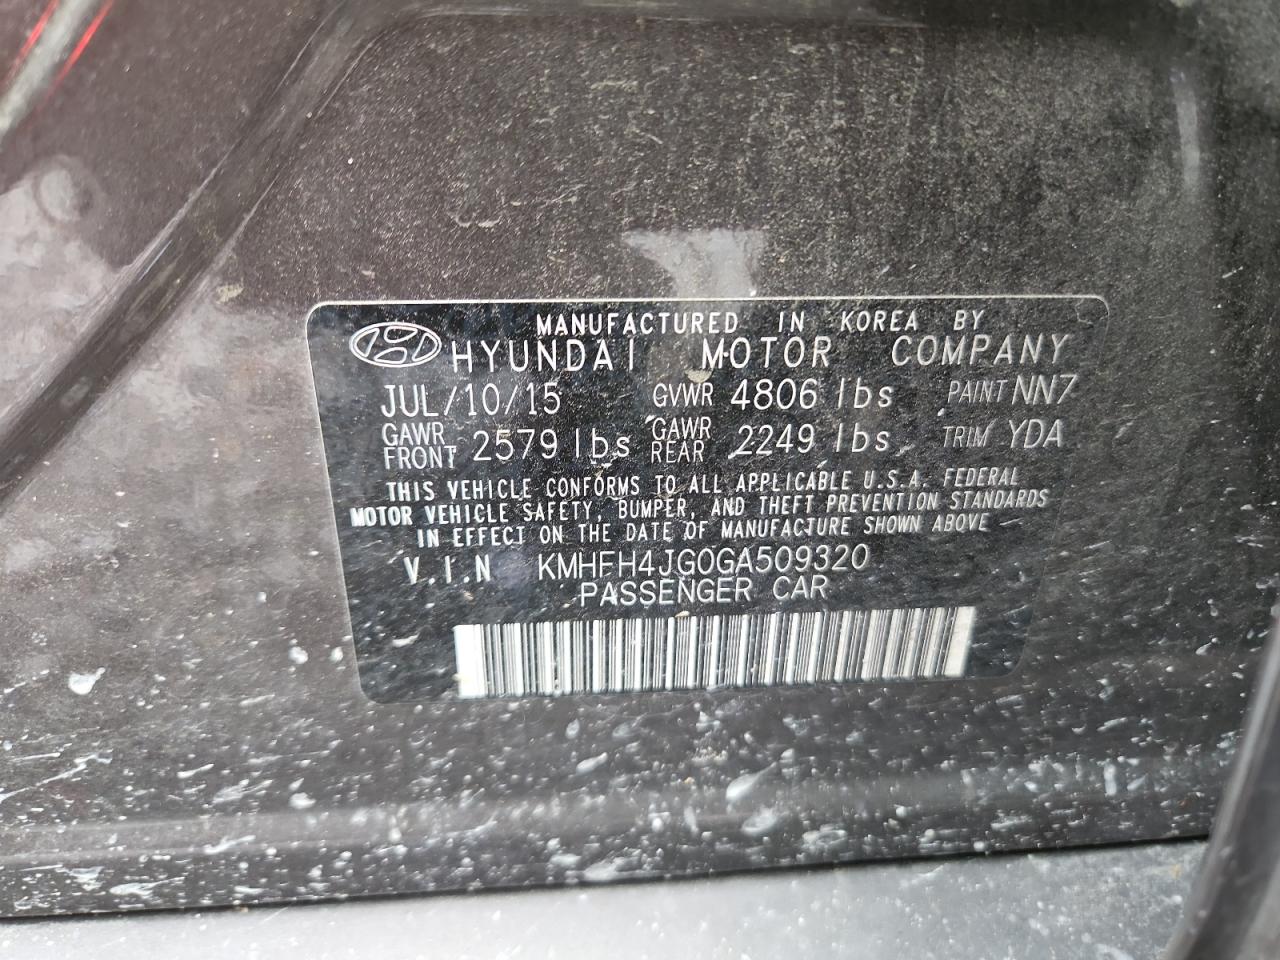 MANUFACTURED IN KOREA BY
HYUNDAI MOTOR COMPANY
JUL/10/15 GVWR 4806 lbs PAINT NN7
GAWR FRONT 2579 lbs GAWR REAR 2249 lbs TRIM YDA
THIS VEHICLE CONFORMS TO ALL APPLICABLE U.S.A. FEDERAL
MOTOR VEHICLE SAFETY, BUMPER, AND THEFT PREVENTION STANDARDS
IN EFFECT ON THE DATE OF MANUFACTURE SHOWN ABOVE
V.I.N KMHFH4JG0GA509320
PASSENGER CAR